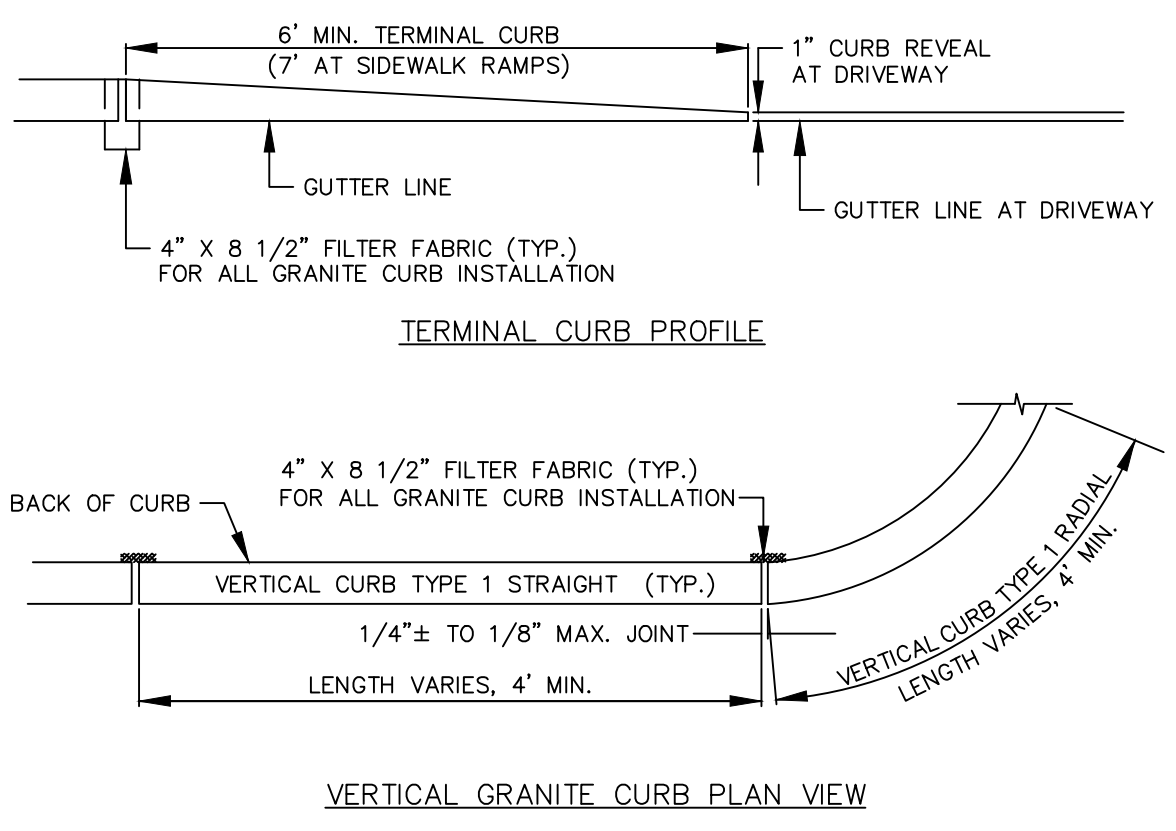 6' MIN. TERMINAL CURB
(7' AT SIDEWALK RAMPS)
1" CURB REVEAL
AT DRIVEWAY
GUTTER LINE
GUTTER LINE AT DRIVEWAY
4" X 8 1/2" FILTER FABRIC (TYP.)
FOR ALL GRANITE CURB INSTALLATION
TERMINAL CURB PROFILE
4" X 8 1/2" FILTER FABRIC (TYP.)
FOR ALL GRANITE CURB INSTALLATION
BACK OF CURB
VERTICAL CURB TYPE 1 STRAIGHT (TYP.)
1/4"± TO 1/8" MAX. JOINT
LENGTH VARIES, 4' MIN.
VERTICAL CURB TYPE 1 RADIAL
LENGTH VARIES, 4' MIN.
VERTICAL GRANITE CURB PLAN VIEW